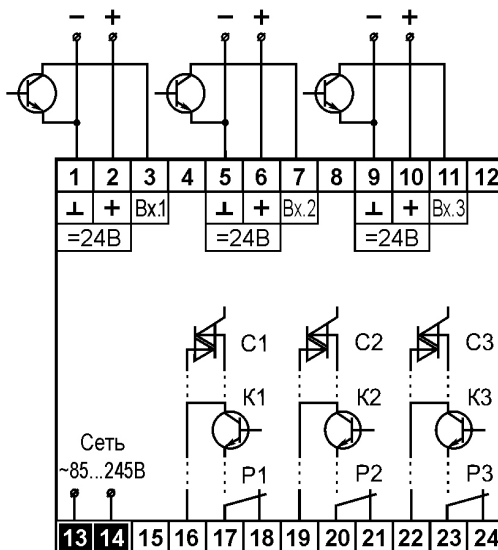 − + − + − +
1 2 3 4 5 6 7 8 9 10 11 12
⊥ + Вх.1 ⊥ + Вх.2 ⊥ + Вх.3
=24В =24В =24В
С1 С2 С3
К1 К2 К3
Сеть
~85...245В Р1 Р2 Р3
13 14 15 16 17 18 19 20 21 22 23 24